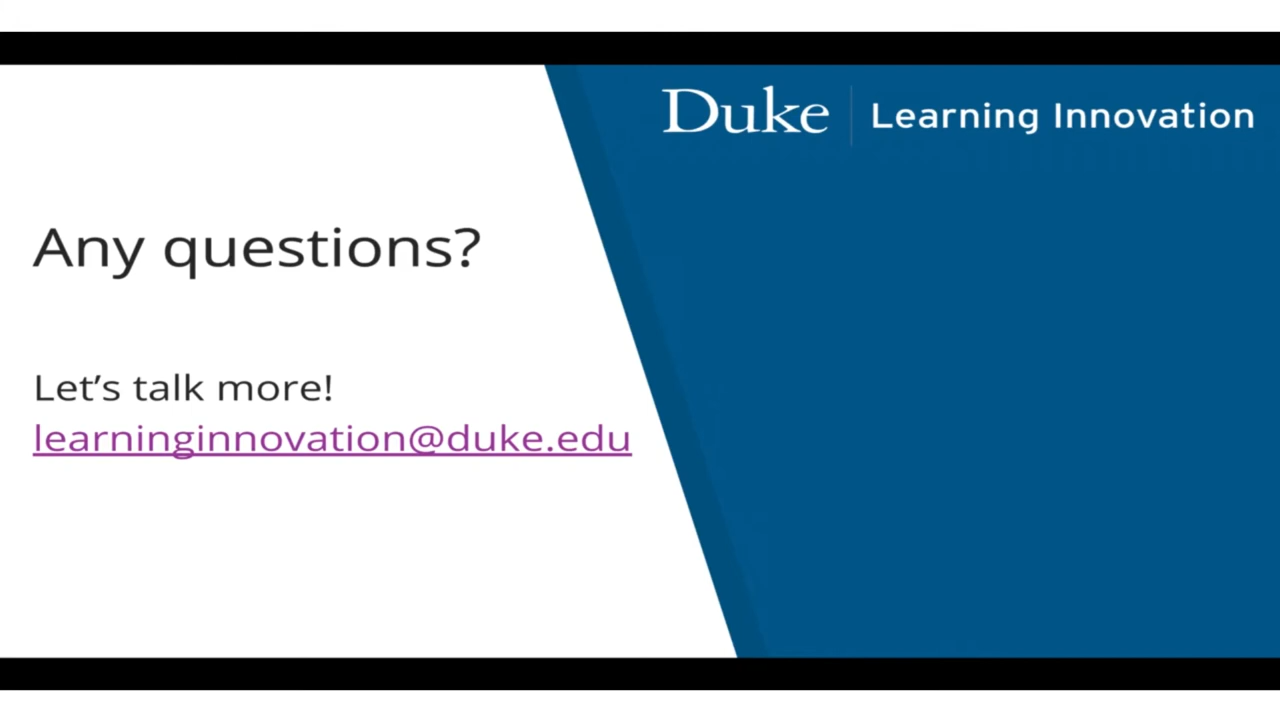 Duke | Learning Innovation
Any questions?
Let’s talk more!
learninginnovation@duke.edu